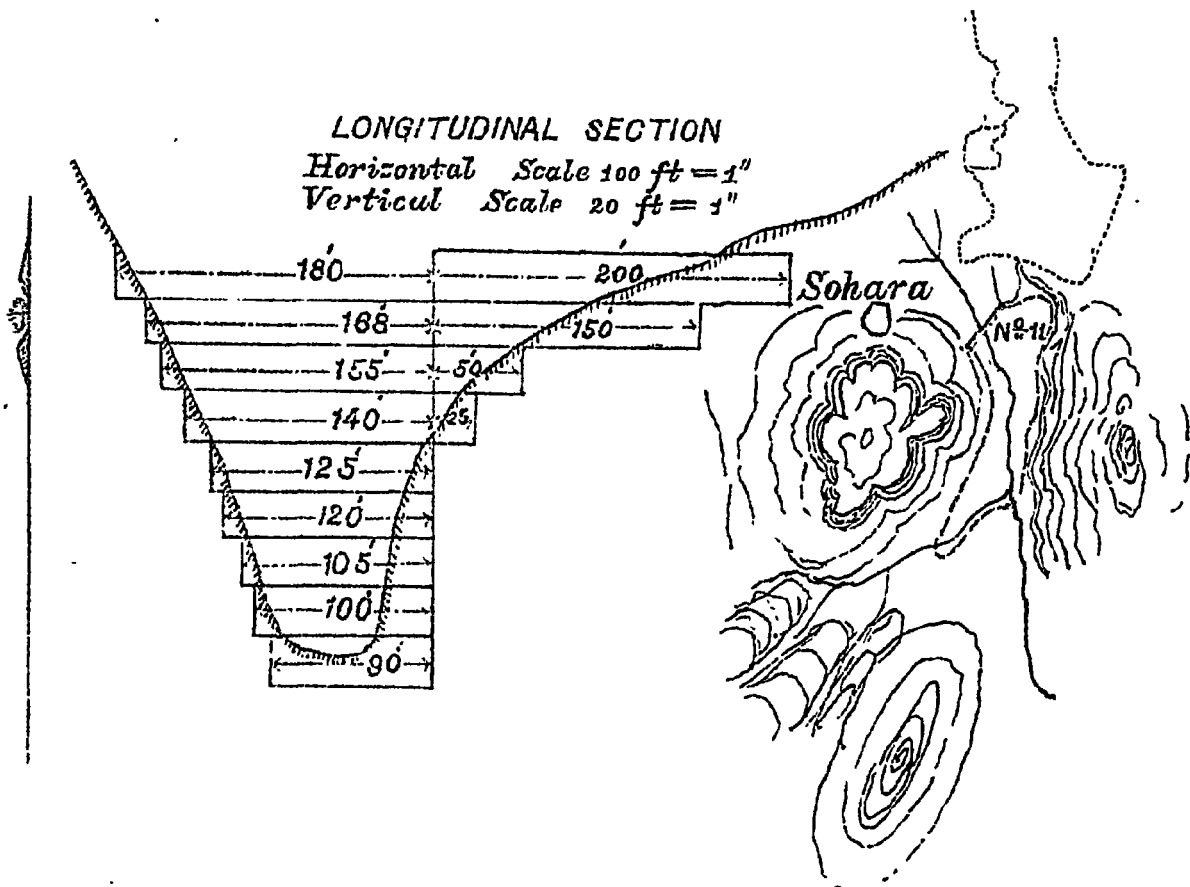 LONGITUDINAL SECTION
Horizontal Scale 100 ft = 1"
Verticul Scale 20 ft = 1"
180' 200'
168' 150'
155' 50'
140' 25
125'
120'
105'
100'
90'
Sohara
No 11